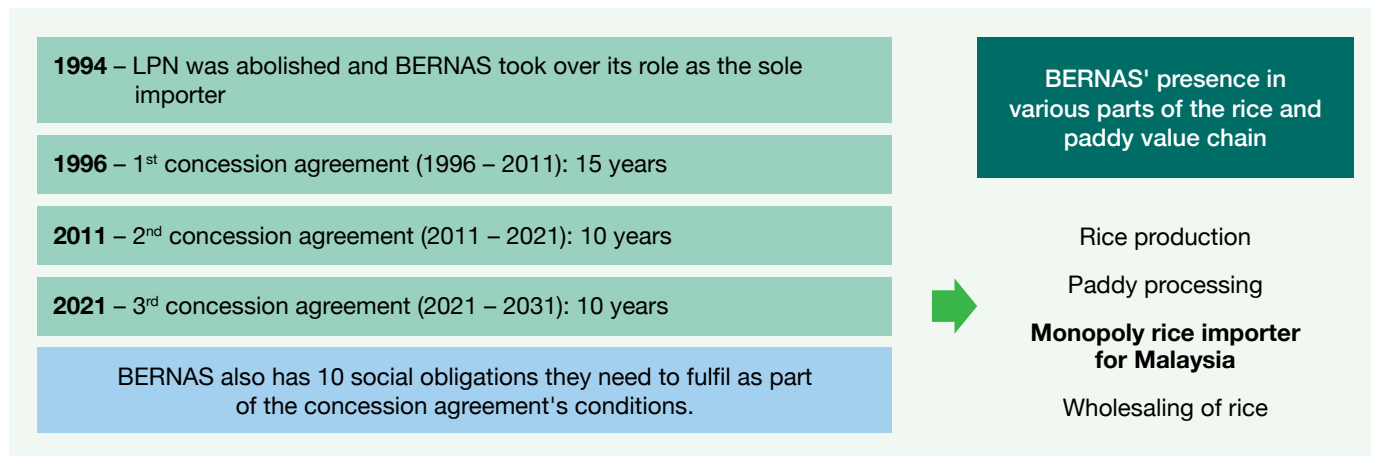 1994 – LPN was abolished and BERNAS took over its role as the sole
importer
1996 – 1st concession agreement (1996 – 2011): 15 years
2011 – 2nd concession agreement (2011 – 2021): 10 years
2021 – 3rd concession agreement (2021 – 2031): 10 years
BERNAS also has 10 social obligations they need to fulfil as part
of the concession agreement's conditions.
BERNAS' presence in
various parts of the rice and
paddy value chain
Rice production
Paddy processing
Monopoly rice importer
for Malaysia
Wholesaling of rice